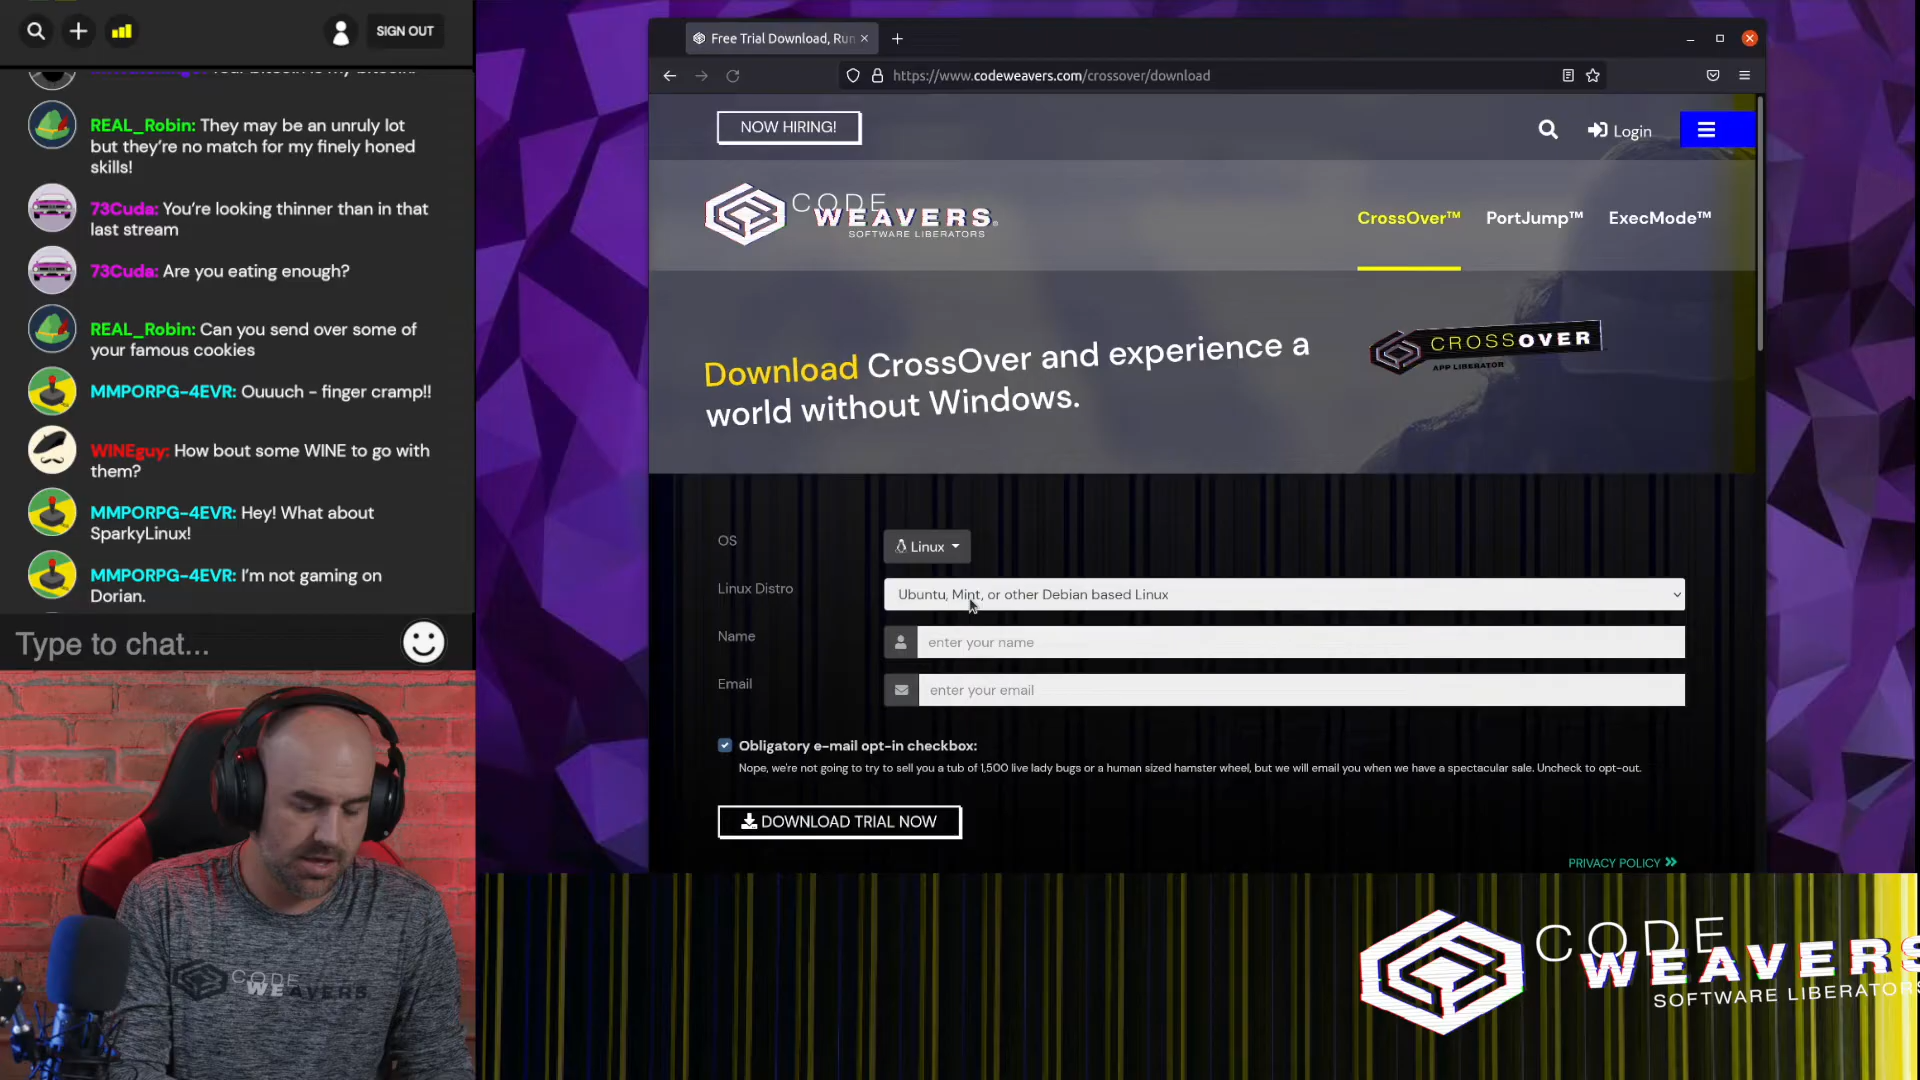 SIGN OUT
REAL_Robin: They may be an unruly lot
but they're no match for my finely honed
skills!
73Cuda: You're looking thinner than in that
last stream
73Cuda: Are you eating enough?
REAL_Robin: Can you send over some of
your famous cookies
MMPORPG-4EVR: Ouuuch - finger cramp!!
WINEguy: How bout some WINE to go with
them?
MMPORPG-4EVR: Hey! What about
SparkyLinux!
MMPORPG-4EVR: I'm not gaming on
Dorian.
Type to chat...
CODE
WEAVERS
Free Trial Download, Run
https://www.codeweavers.com/crossover/download
NOW HIRING!
Login
CODE
WEAVERS®
SOFTWARE LIBERATORS
CrossOver™ PortJump™ ExecMode™
Download CrossOver and experience a
world without Windows.
CROSSOVER
APP LIBERATOR
OS
Linux
Linux Distro
Ubuntu, Mint, or other Debian based Linux
Name
enter your name
Email
enter your email
Obligatory e-mail opt-in checkbox:
Nope, we're not going to try to sell you a tub of 1,500 live lady bugs or a human sized hamster wheel, but we will email you when we have a spectacular sale. Uncheck to opt-out.
DOWNLOAD TRIAL NOW
PRIVACY POLICY
CODE
WEAVERS
SOFTWARE LIBERATORS